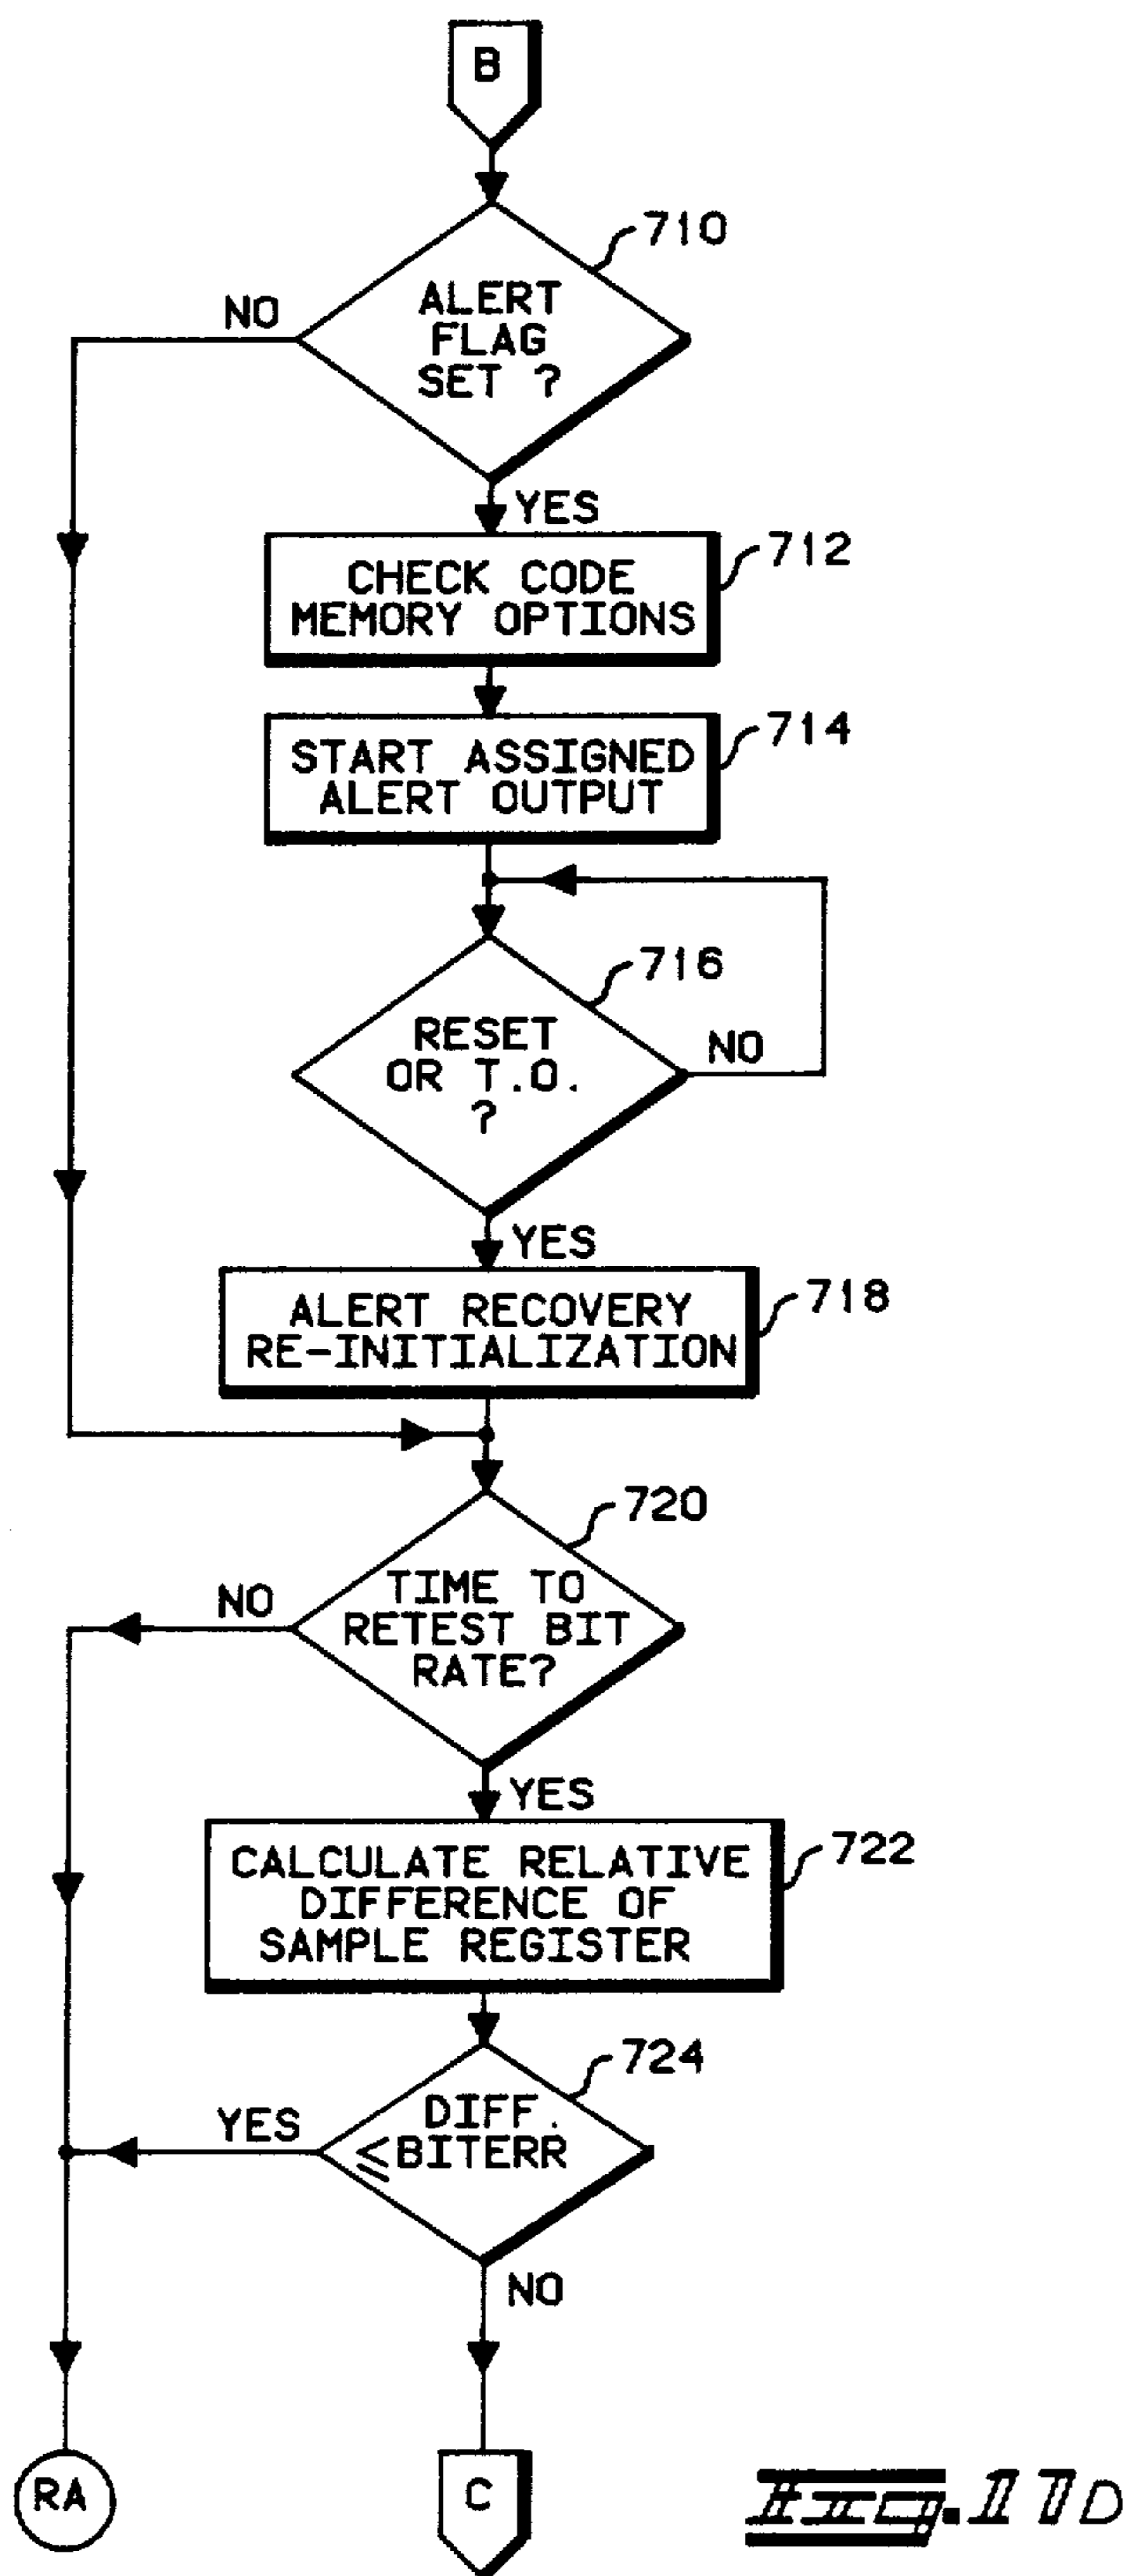 B
710
ALERT
FLAG
SET ?
NO
YES
712
CHECK CODE
MEMORY OPTIONS
714
START ASSIGNED
ALERT OUTPUT
716
RESET
OR T.O.
?
NO
YES
718
ALERT RECOVERY
RE-INITIALIZATION
720
TIME TO
RETEST BIT
RATE?
NO
YES
722
CALCULATE RELATIVE
DIFFERENCE OF
SAMPLE REGISTER
724
DIFF.
≤ BITERR
YES
NO
RA
C
Fig. 17D